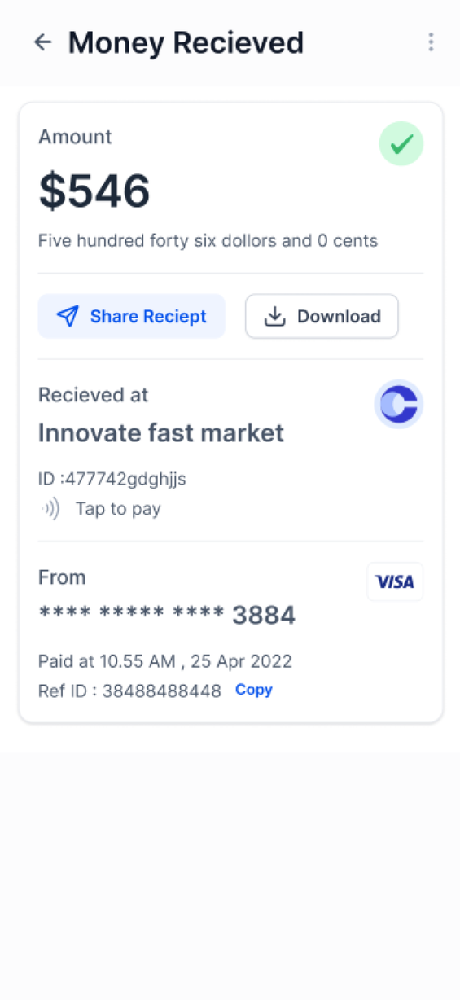 Money Recieved
Amount
$546
Five hundred forty six dollors and 0 cents
Share Reciept
Download
Recieved at
Innovate fast market
ID :477742gdghjjs
Tap to pay
From
VISA
**** ***** **** 3884
Paid at 10.55 AM , 25 Apr 2022
Ref ID : 38488488448 Copy